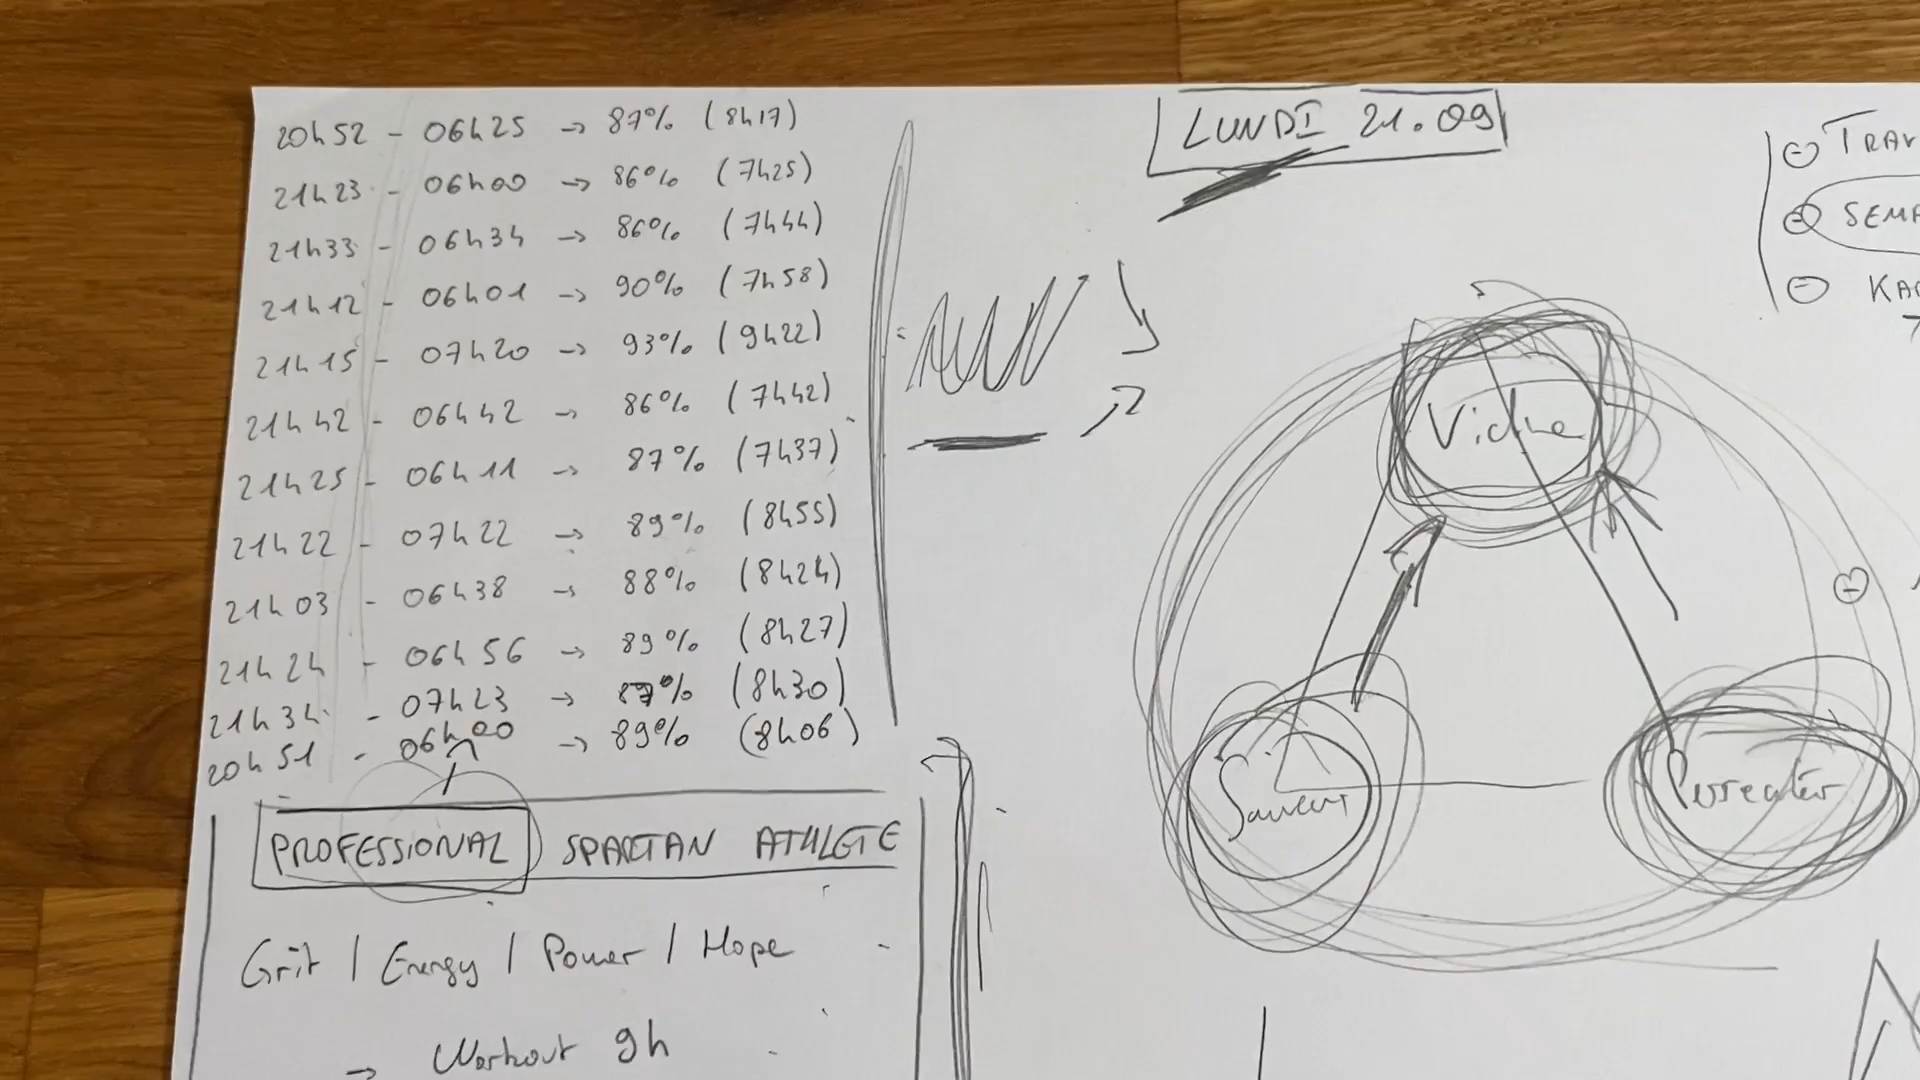 20h52 - 06h25 → 87% (8h17)
21h23 - 06h00 → 86% (7h25)
21h33 - 06h34 → 86% (7h44)
21h12 - 06h01 → 90% (7h58)
21h15 - 07h20 → 93% (9h22)
21h42 - 06h42 → 86% (7h42)
21h25 - 06h11 → 87% (7h37)
21h22 - 07h22 → 89% (8h55)
21h03 - 06h38 → 88% (8h24)
21h24 - 06h56 → 89% (8h27)
21h34 - 07h23 → 87% (8h30)
20h51 - 06h00 → 89% (8h06)
PROFESSIONAL SPARTAN ATHLETE
Grit / Energy / Power / Hope
→ Workout 9h
LUNDI 21.09
Victime
Sauveur
Persecuteur